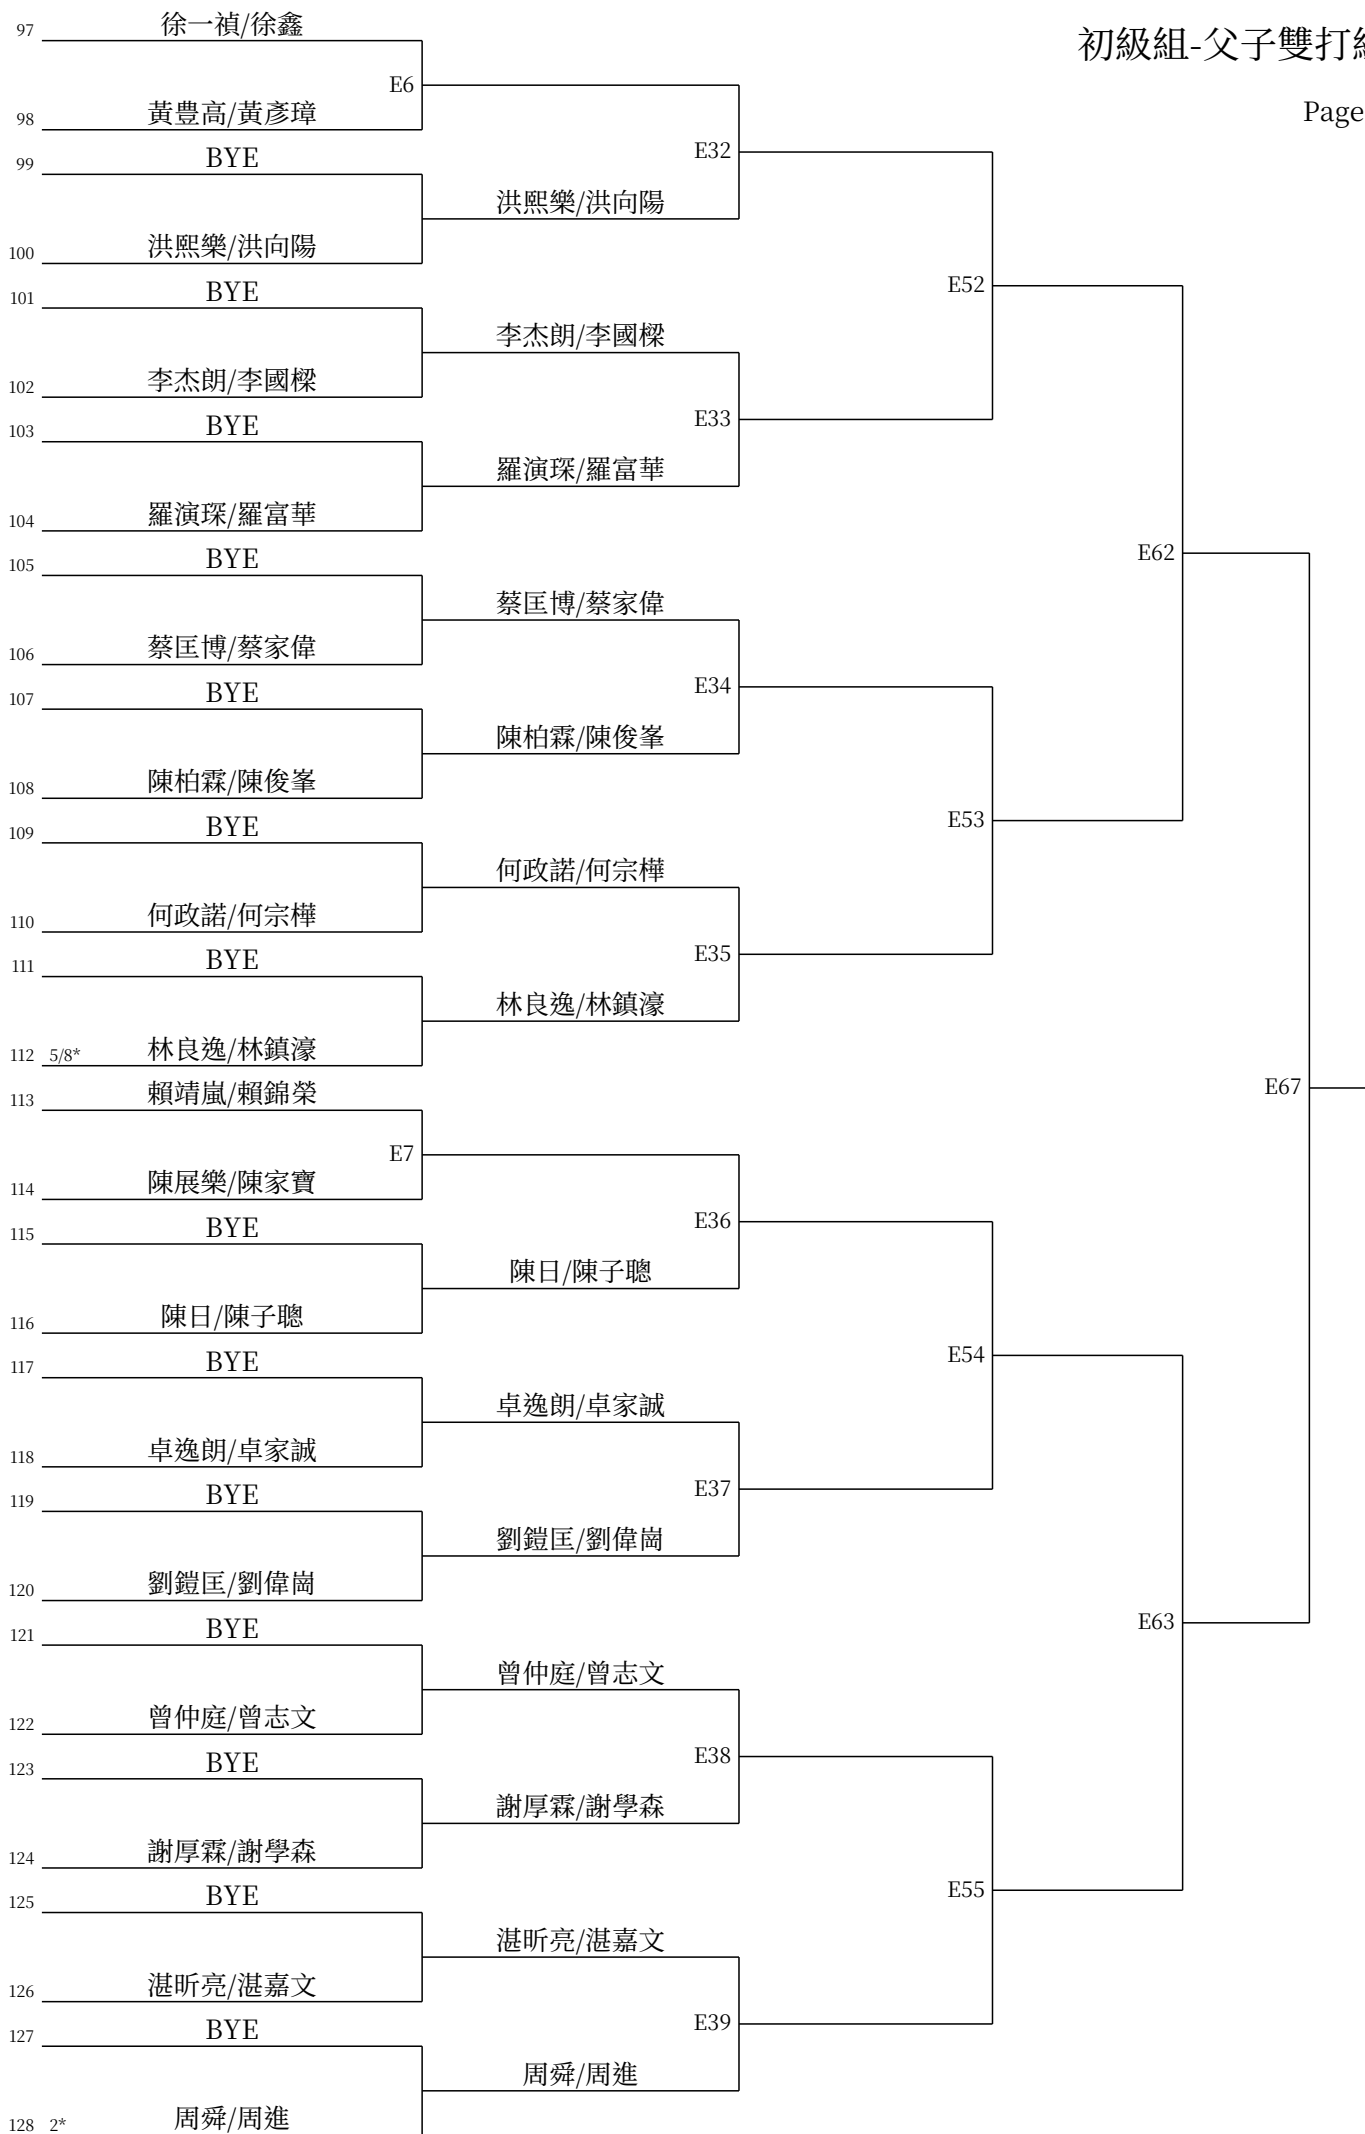 97 徐一禎/徐鑫
初級組-父子雙打
E6
98 黃豊高/黃彥璋
Page
99 BYE
E32
洪熙樂/洪向陽
100 洪熙樂/洪向陽
101 BYE
E52
李杰朗/李國樑
102 李杰朗/李國樑
103 BYE
E33
羅演琛/羅富華
104 羅演琛/羅富華
105 BYE
E62
蔡匡博/蔡家偉
106 蔡匡博/蔡家偉
107 BYE
E34
陳柏霖/陳俊峯
108 陳柏霖/陳俊峯
109 BYE
E53
何政諾/何宗樺
110 何政諾/何宗樺
111 BYE
E35
林良逸/林鎮濠
112 5/8* 林良逸/林鎮濠
113 賴靖嵐/賴錦榮
E67
E7
114 陳展樂/陳家寶
115 BYE
E36
陳日/陳子聰
116 陳日/陳子聰
117 BYE
E54
卓逸朗/卓家誠
118 卓逸朗/卓家誠
119 BYE
E37
劉鎧匡/劉偉崗
120 劉鎧匡/劉偉崗
121 BYE
E63
曾仲庭/曾志文
122 曾仲庭/曾志文
123 BYE
E38
謝厚霖/謝學森
124 謝厚霖/謝學森
125 BYE
E55
湛昕亮/湛嘉文
126 湛昕亮/湛嘉文
127 BYE
E39
周舜/周進
128 2* 周舜/周進